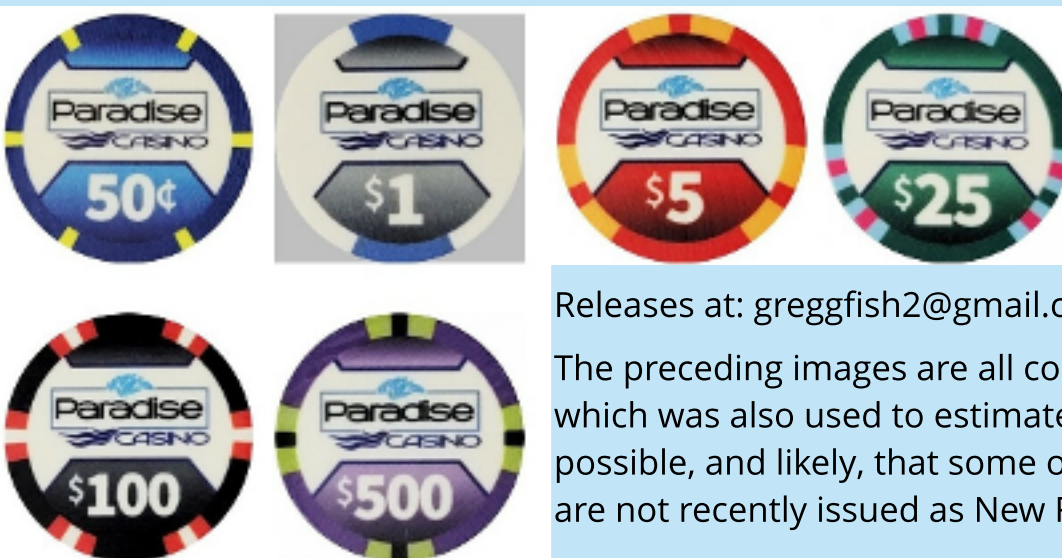 Paradise
CASINO
50¢
Paradise
CASINO
$1
Paradise
CASINO
$5
Paradise
CASINO
$25
Paradise
CASINO
$100
Paradise
CASINO
$500
Releases at: greggfish2@gmail.c
The preceding images are all co
which was also used to estimate
possible, and likely, that some o
are not recently issued as New